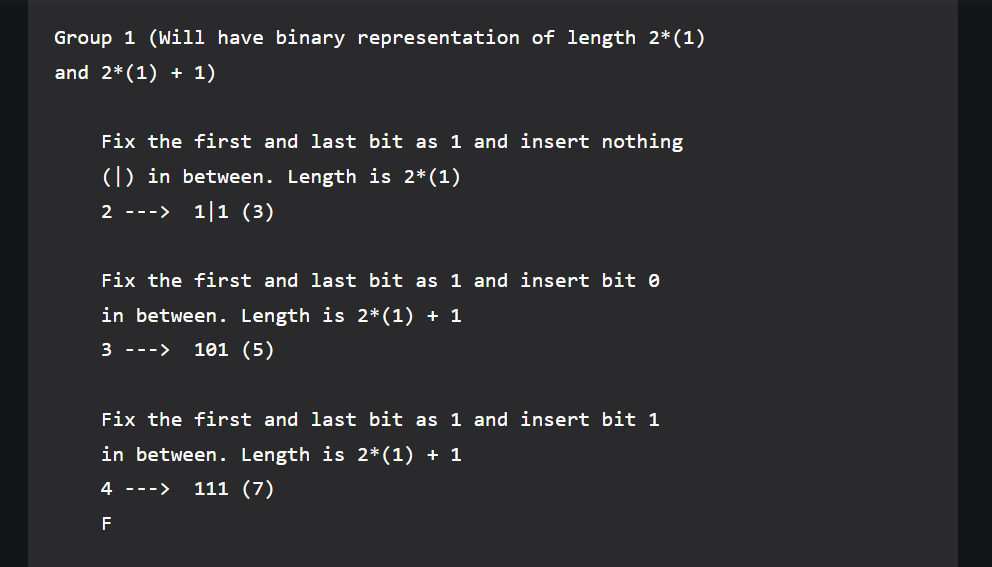 Group 1 (Will have binary representation of length 2*(1)
and 2*(1) + 1)
Fix the first and last bit as 1 and insert nothing
(|) in between. Length is 2*(1)
2 --->  1|1 (3)
Fix the first and last bit as 1 and insert bit 0
in between. Length is 2*(1) + 1
3 --->  101 (5)
Fix the first and last bit as 1 and insert bit 1
in between. Length is 2*(1) + 1
4 --->  111 (7)
F